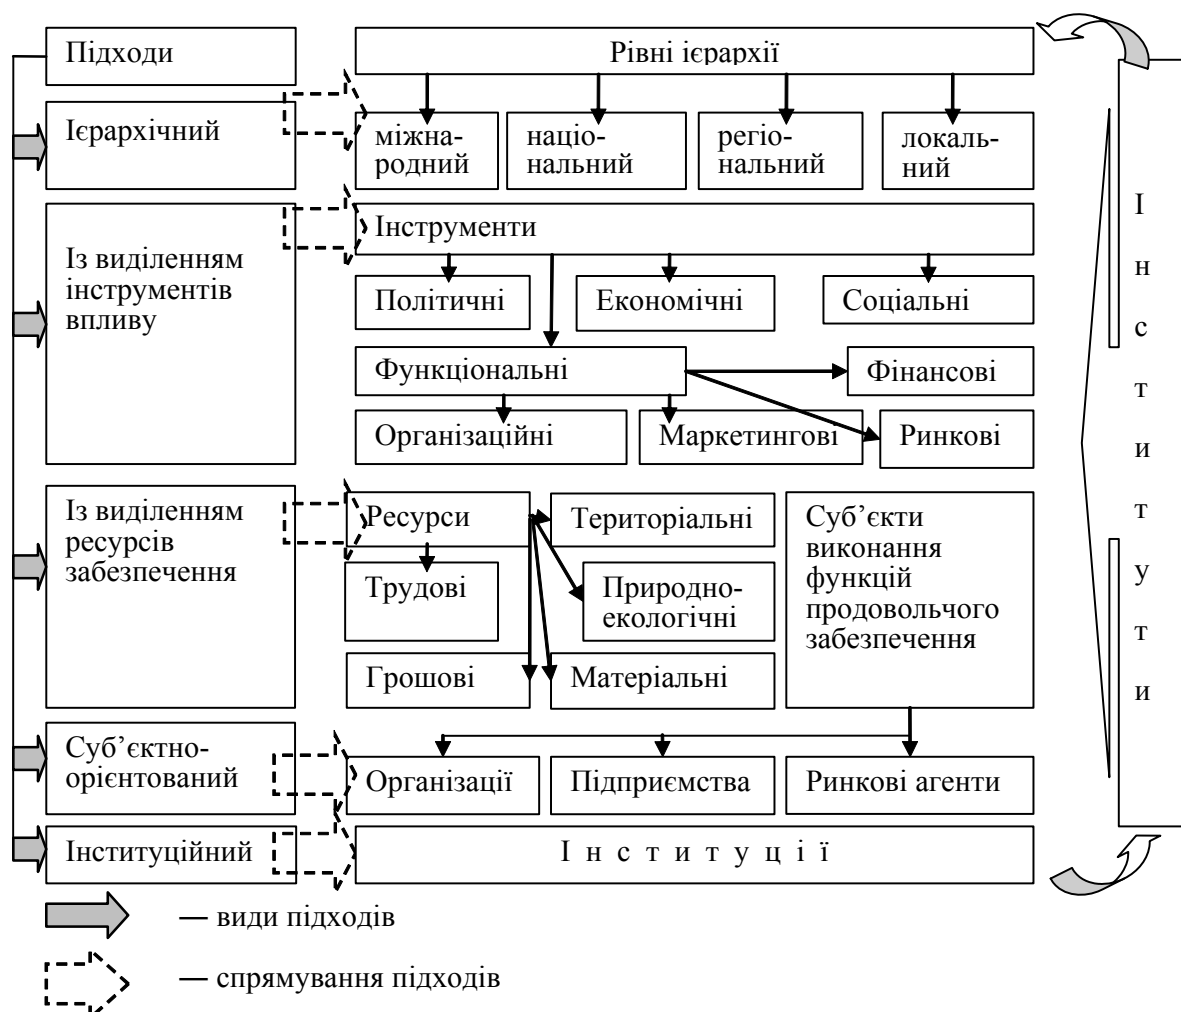 Підходи
Рівні ієрархії
Ієрархічний
міжна-
родний
націо-
нальний
регіо-
нальний
локаль-
ний
Із виділенням
інструментів
впливу
Інструменти
Політичні
Економічні
Соціальні
Функціональні
Фінансові
Організаційні
Маркетингові
Ринкові
Із виділенням
ресурсів
забезпечення
Ресурси
Територіальні
Трудові
Природно-
екологічні
Грошові
Матеріальні
Суб’єкти
виконання
функцій
продовольчого
забезпечення
Суб’єктно-
орієнтований
Організації
Підприємства
Ринкові агенти
Інституційний
І н с т и т у ц і ї
І
н
с
т
и
т
у
т
и
— види підходів
— спрямування підходів